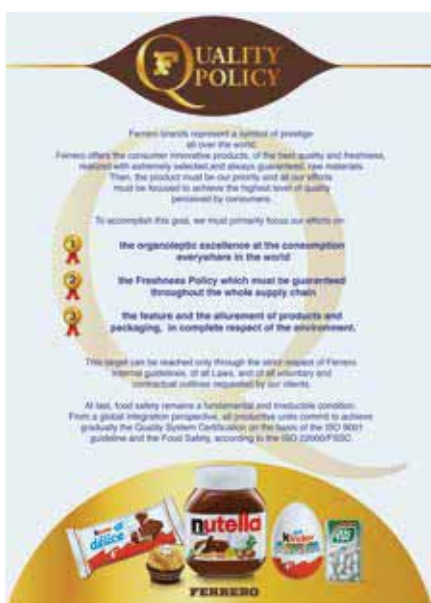 QUALITY
POLICY
Ferrero brands represent a symbol of prestige
all over the world.
Ferrero offers the consumer innovative products, of the best quality and freshness,
realized with extremely selected and always guaranteed, raw materials.
Then, the product must be our priority and all our efforts
must be focused to achieve the highest level of quality
perceived by consumers.
To accomplish this goal, we must primarily focus our efforts on
1 the organoleptic excellence at the consumption
everywhere in the world
2 the Freshness Policy which must be guaranteed
throughout the whole supply chain
3 the feature and the allurement of products and
packaging, in complete respect of the environment.
This target can be reached only through the strict respect of Ferrero
internal guidelines, of all Laws, and of all voluntary and
contractual outlines requested by our clients.
At last, food safety remains a fundamental and irreducible condition.
From a global integration perspective, all productive units commit to achieve
gradually the Quality System Certification on the basis of the ISO 9001
guideline and the Food Safety, according to the ISO 22000/FSSC.
délice
nutella
Kinder
FERRERO